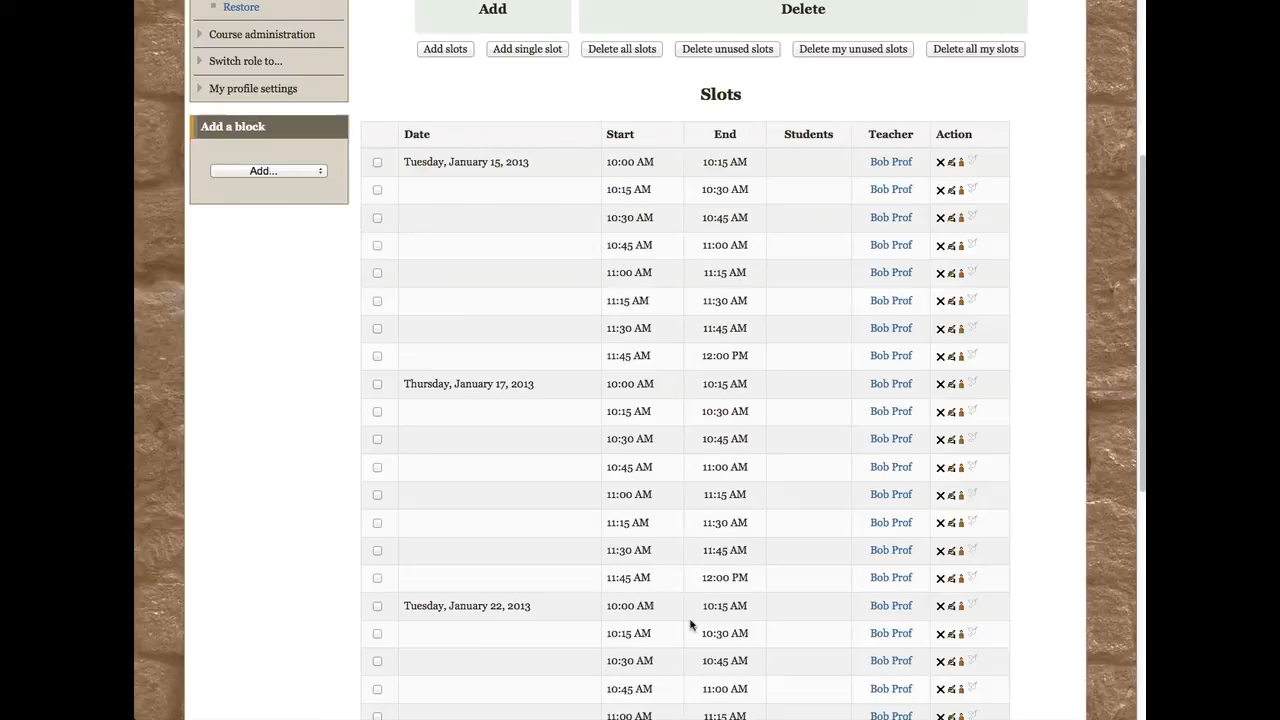 Restore
Course administration
Switch role to...
My profile settings
Add a block
Add...
Add Delete
Add slots Add single slot Delete all slots Delete unused slots Delete my unused slots Delete all my slots
Slots
Date Start End Students Teacher Action
Tuesday, January 15, 2013 10:00 AM 10:15 AM Bob Prof
10:15 AM 10:30 AM Bob Prof
10:30 AM 10:45 AM Bob Prof
10:45 AM 11:00 AM Bob Prof
11:00 AM 11:15 AM Bob Prof
11:15 AM 11:30 AM Bob Prof
11:30 AM 11:45 AM Bob Prof
11:45 AM 12:00 PM Bob Prof
Thursday, January 17, 2013 10:00 AM 10:15 AM Bob Prof
10:15 AM 10:30 AM Bob Prof
10:30 AM 10:45 AM Bob Prof
10:45 AM 11:00 AM Bob Prof
11:00 AM 11:15 AM Bob Prof
11:15 AM 11:30 AM Bob Prof
11:30 AM 11:45 AM Bob Prof
11:45 AM 12:00 PM Bob Prof
Tuesday, January 22, 2013 10:00 AM 10:15 AM Bob Prof
10:15 AM 10:30 AM Bob Prof
10:30 AM 10:45 AM Bob Prof
10:45 AM 11:00 AM Bob Prof
11:00 AM 11:15 AM Bob Prof